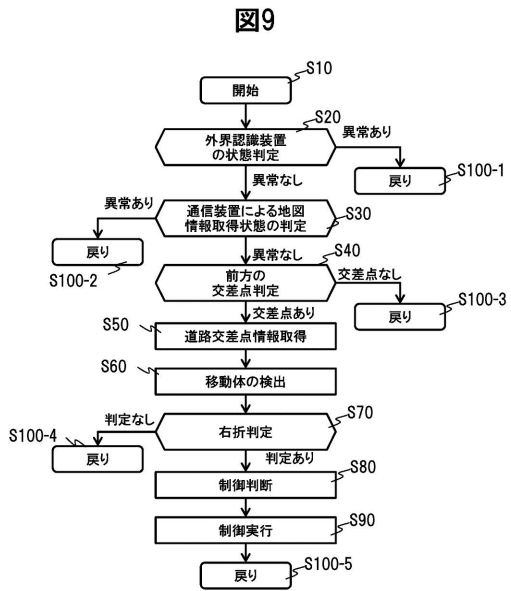 図9
S10
開始
S20
外界認識装置
の状態判定
異常あり
S100-1
戻り
異常なし
異常あり
通信装置による地図
情報取得状態の判定
S30
戻り
S100-2
異常なし
S40
前方の
交差点判定
交差点なし
S100-3
戻り
交差点あり
S50
道路交差点情報取得
S60
移動体の検出
S70
判定なし
右折判定
S100-4
戻り
判定あり
S80
制御判断
S90
制御実行
S100-5
戻り